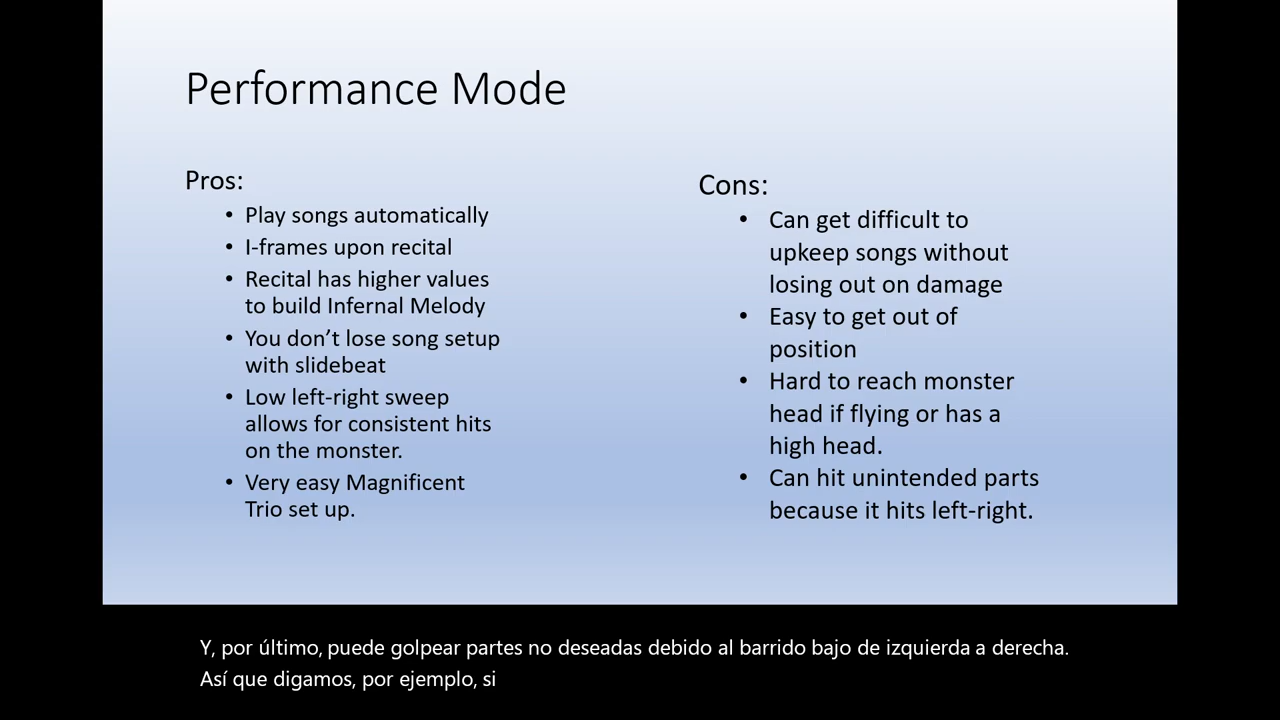 Performance Mode
Pros:
• Play songs automatically
• I-frames upon recital
• Recital has higher values
to build Infernal Melody
• You don’t lose song setup
with slidebeat
• Low left-right sweep
allows for consistent hits
on the monster.
• Very easy Magnificent
Trio set up.
Cons:
• Can get difficult to
upkeep songs without
losing out on damage
• Easy to get out of
position
• Hard to reach monster
head if flying or has a
high head.
• Can hit unintended parts
because it hits left-right.
Y, por último, puede golpear partes no deseadas debido al barrido bajo de izquierda a derecha.
Así que digamos, por ejemplo, si